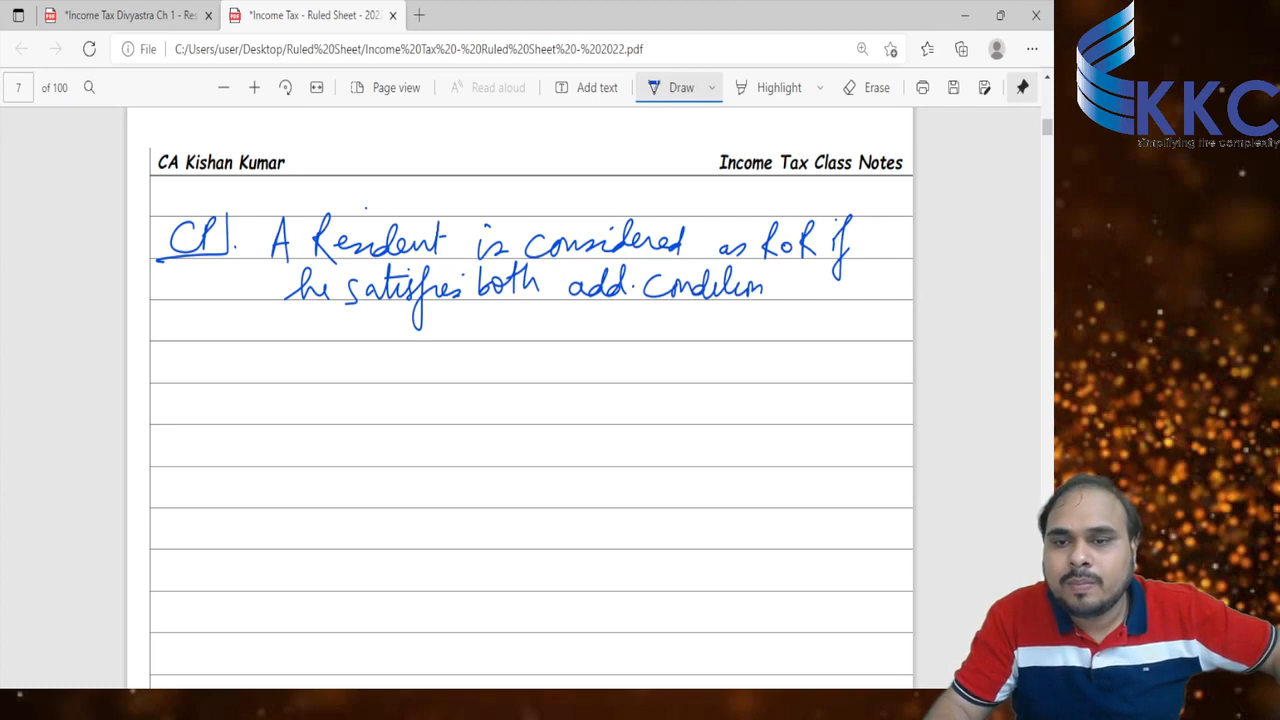 *Income Tax Divyastra Ch 1 - Res
*Income Tax - Ruled Sheet - 202
File C:/Users/user/Desktop/Ruled%20Sheet/Income%20Tax%20-%20Ruled%20Sheet%20-%202022.pdf
7 of 100 Page view Read aloud Add text Draw Highlight Erase
KKC
simplifying the complexity
CA Kishan Kumar Income Tax Class Notes
A Resident is considered as RoR if
he satisfies both add. Condition